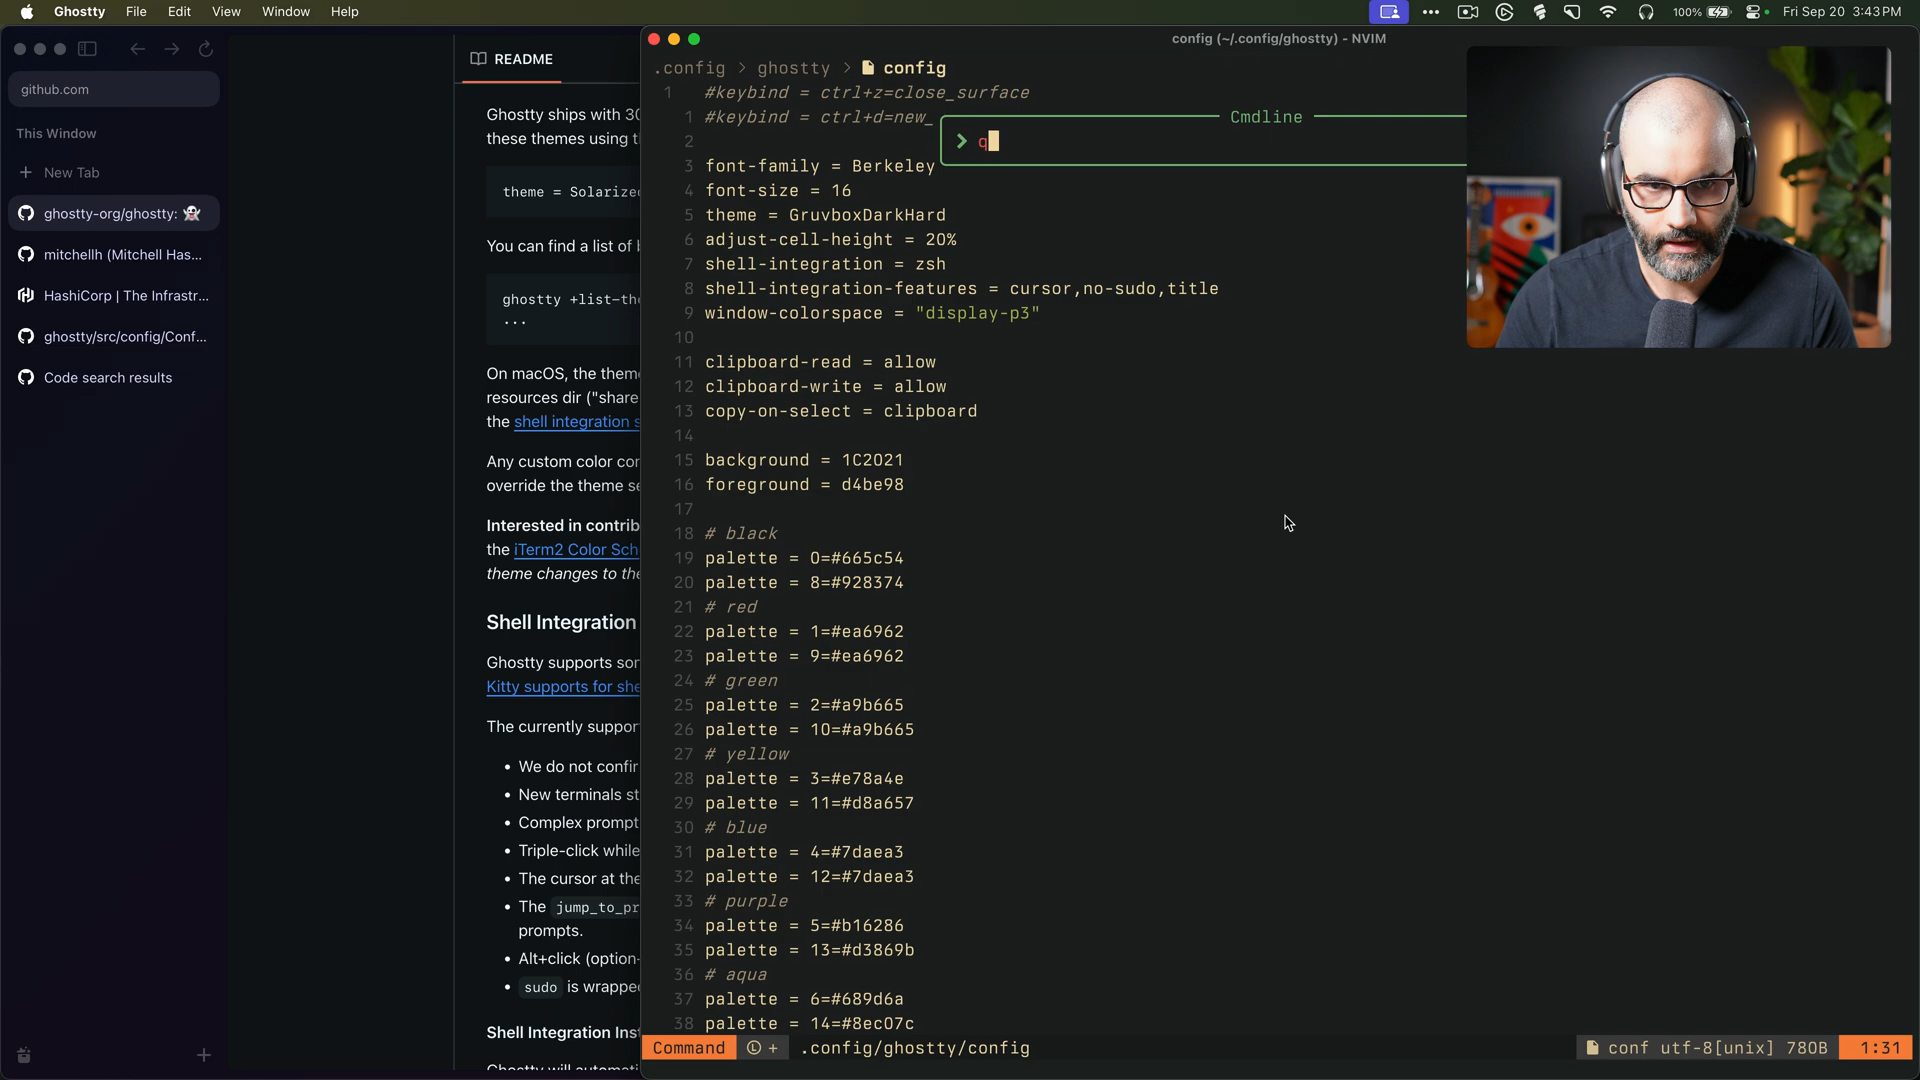 Ghostty File Edit View Window Help
100% Fri Sep 20 3:43 PM
github.com
This Window
New Tab
ghostty-org/ghostty: 👻
mitchellh (Mitchell Has...
HashiCorp | The Infrastr...
ghostty/src/config/Conf...
Code search results
README
Ghostty ships with 30
these themes using t
theme = Solarize
You can find a list of
ghostty +list-th
...
On macOS, the them
resources dir ("share
the shell integration s
Any custom color cor
override the theme se
Interested in contrib
the iTerm2 Color Sch
theme changes to the
Shell Integration
Ghostty supports sor
Kitty supports for she
The currently suppor
• We do not confir
• New terminals st
• Complex prompt
• Triple-click while
• The cursor at the
• The jump_to_pr
prompts.
• Alt+click (option-
• sudo is wrapped
Shell Integration Ins
Ghostty will automati
config (~/.config/ghostty) - NVIM
.config > ghostty > config
1 #keybind = ctrl+z=close_surface
1 #keybind = ctrl+d=new_
2
3 font-family = Berkeley
4 font-size = 16
5 theme = GruvboxDarkHard
6 adjust-cell-height = 20%
7 shell-integration = zsh
8 shell-integration-features = cursor,no-sudo,title
9 window-colorspace = "display-p3"
10
11 clipboard-read = allow
12 clipboard-write = allow
13 copy-on-select = clipboard
14
15 background = 1C2021
16 foreground = d4be98
17
18 # black
19 palette = 0=#665c54
20 palette = 8=#928374
21 # red
22 palette = 1=#ea6962
23 palette = 9=#ea6962
24 # green
25 palette = 2=#a9b665
26 palette = 10=#a9b665
27 # yellow
28 palette = 3=#e78a4e
29 palette = 11=#d8a657
30 # blue
31 palette = 4=#7daea3
32 palette = 12=#7daea3
33 # purple
34 palette = 5=#b16286
35 palette = 13=#d3869b
36 # aqua
37 palette = 6=#689d6a
38 palette = 14=#8ec07c
Cmdline
> q
Command + .config/ghostty/config
conf utf-8[unix] 780B 1:31